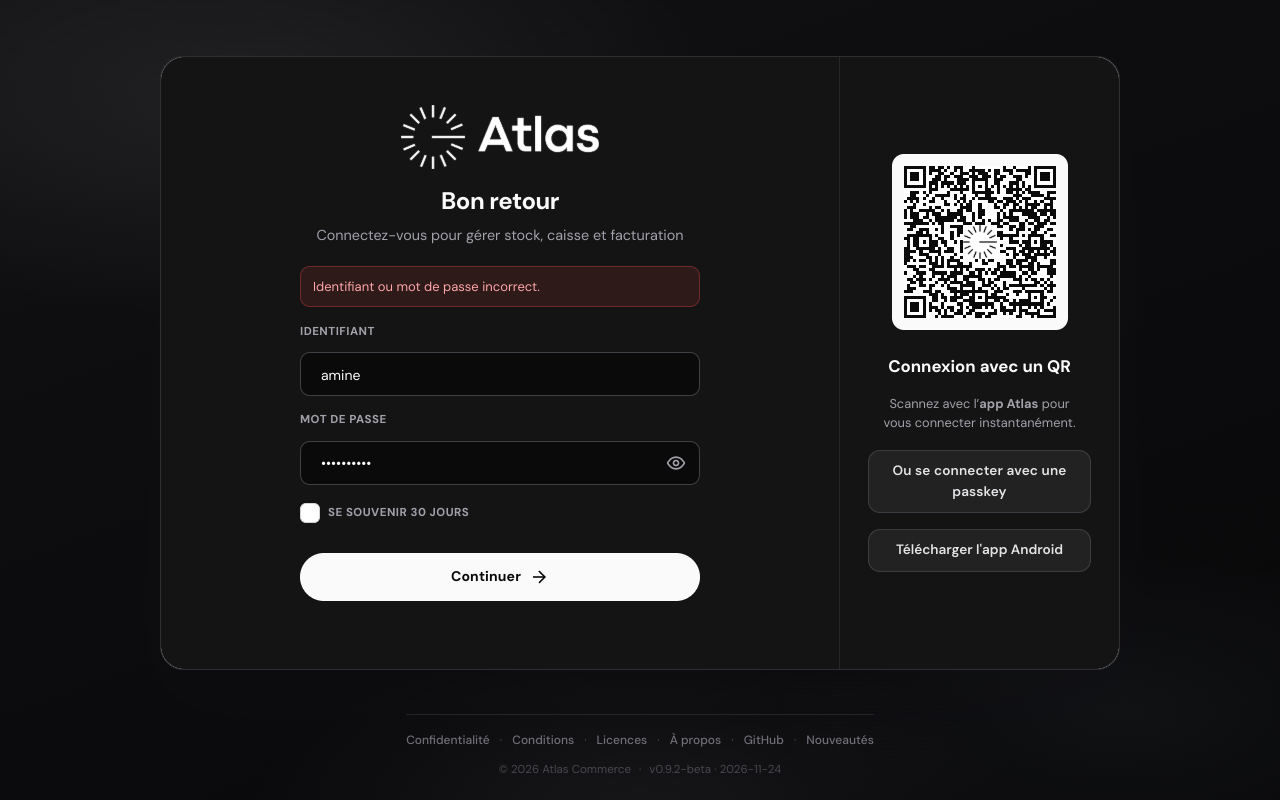 Atlas
Bon retour
Connectez-vous pour gérer stock, caisse et facturation
Identifiant ou mot de passe incorrect.
IDENTIFIANT
amine
MOT DE PASSE
••••••••••
SE SOUVENIR 30 JOURS
Continuer →
Connexion avec un QR
Scannez avec l'app Atlas pour
vous connecter instantanément.
Ou se connecter avec une
passkey
Télécharger l'app Android
Confidentialité · Conditions · Licences · À propos · GitHub · Nouveautés
© 2026 Atlas Commerce · v0.9.2-beta · 2026-11-24